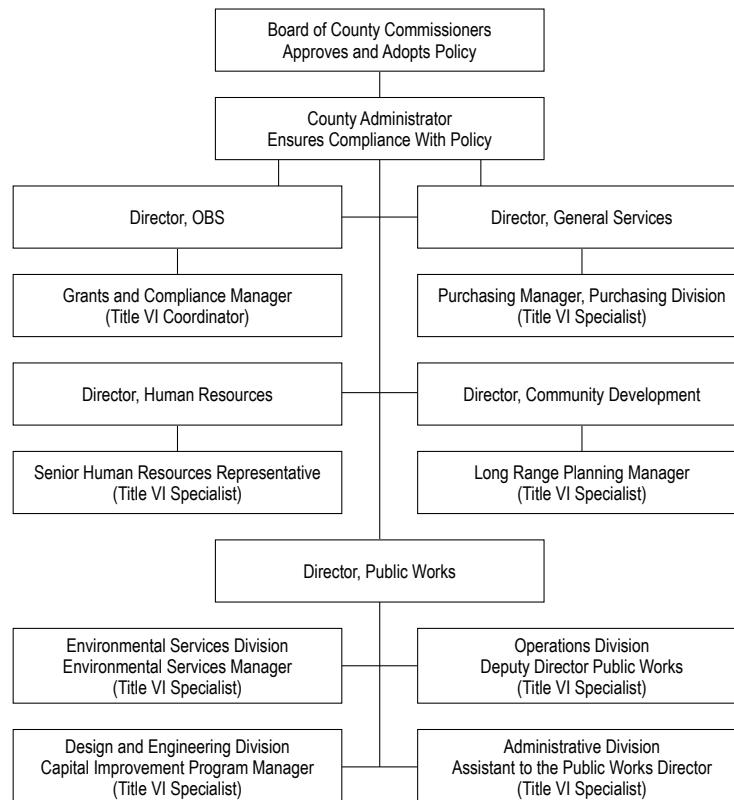 Board of County Commissioners
Approves and Adopts Policy
County Administrator
Ensures Compliance With Policy
Director, OBS
Director, General Services
Grants and Compliance Manager
(Title VI Coordinator)
Purchasing Manager, Purchasing Division
(Title VI Specialist)
Director, Human Resources
Director, Community Development
Senior Human Resources Representative
(Title VI Specialist)
Long Range Planning Manager
(Title VI Specialist)
Director, Public Works
Environmental Services Division
Environmental Services Manager
(Title VI Specialist)
Operations Division
Deputy Director Public Works
(Title VI Specialist)
Design and Engineering Division
Capital Improvement Program Manager
(Title VI Specialist)
Administrative Division
Assistant to the Public Works Director
(Title VI Specialist)